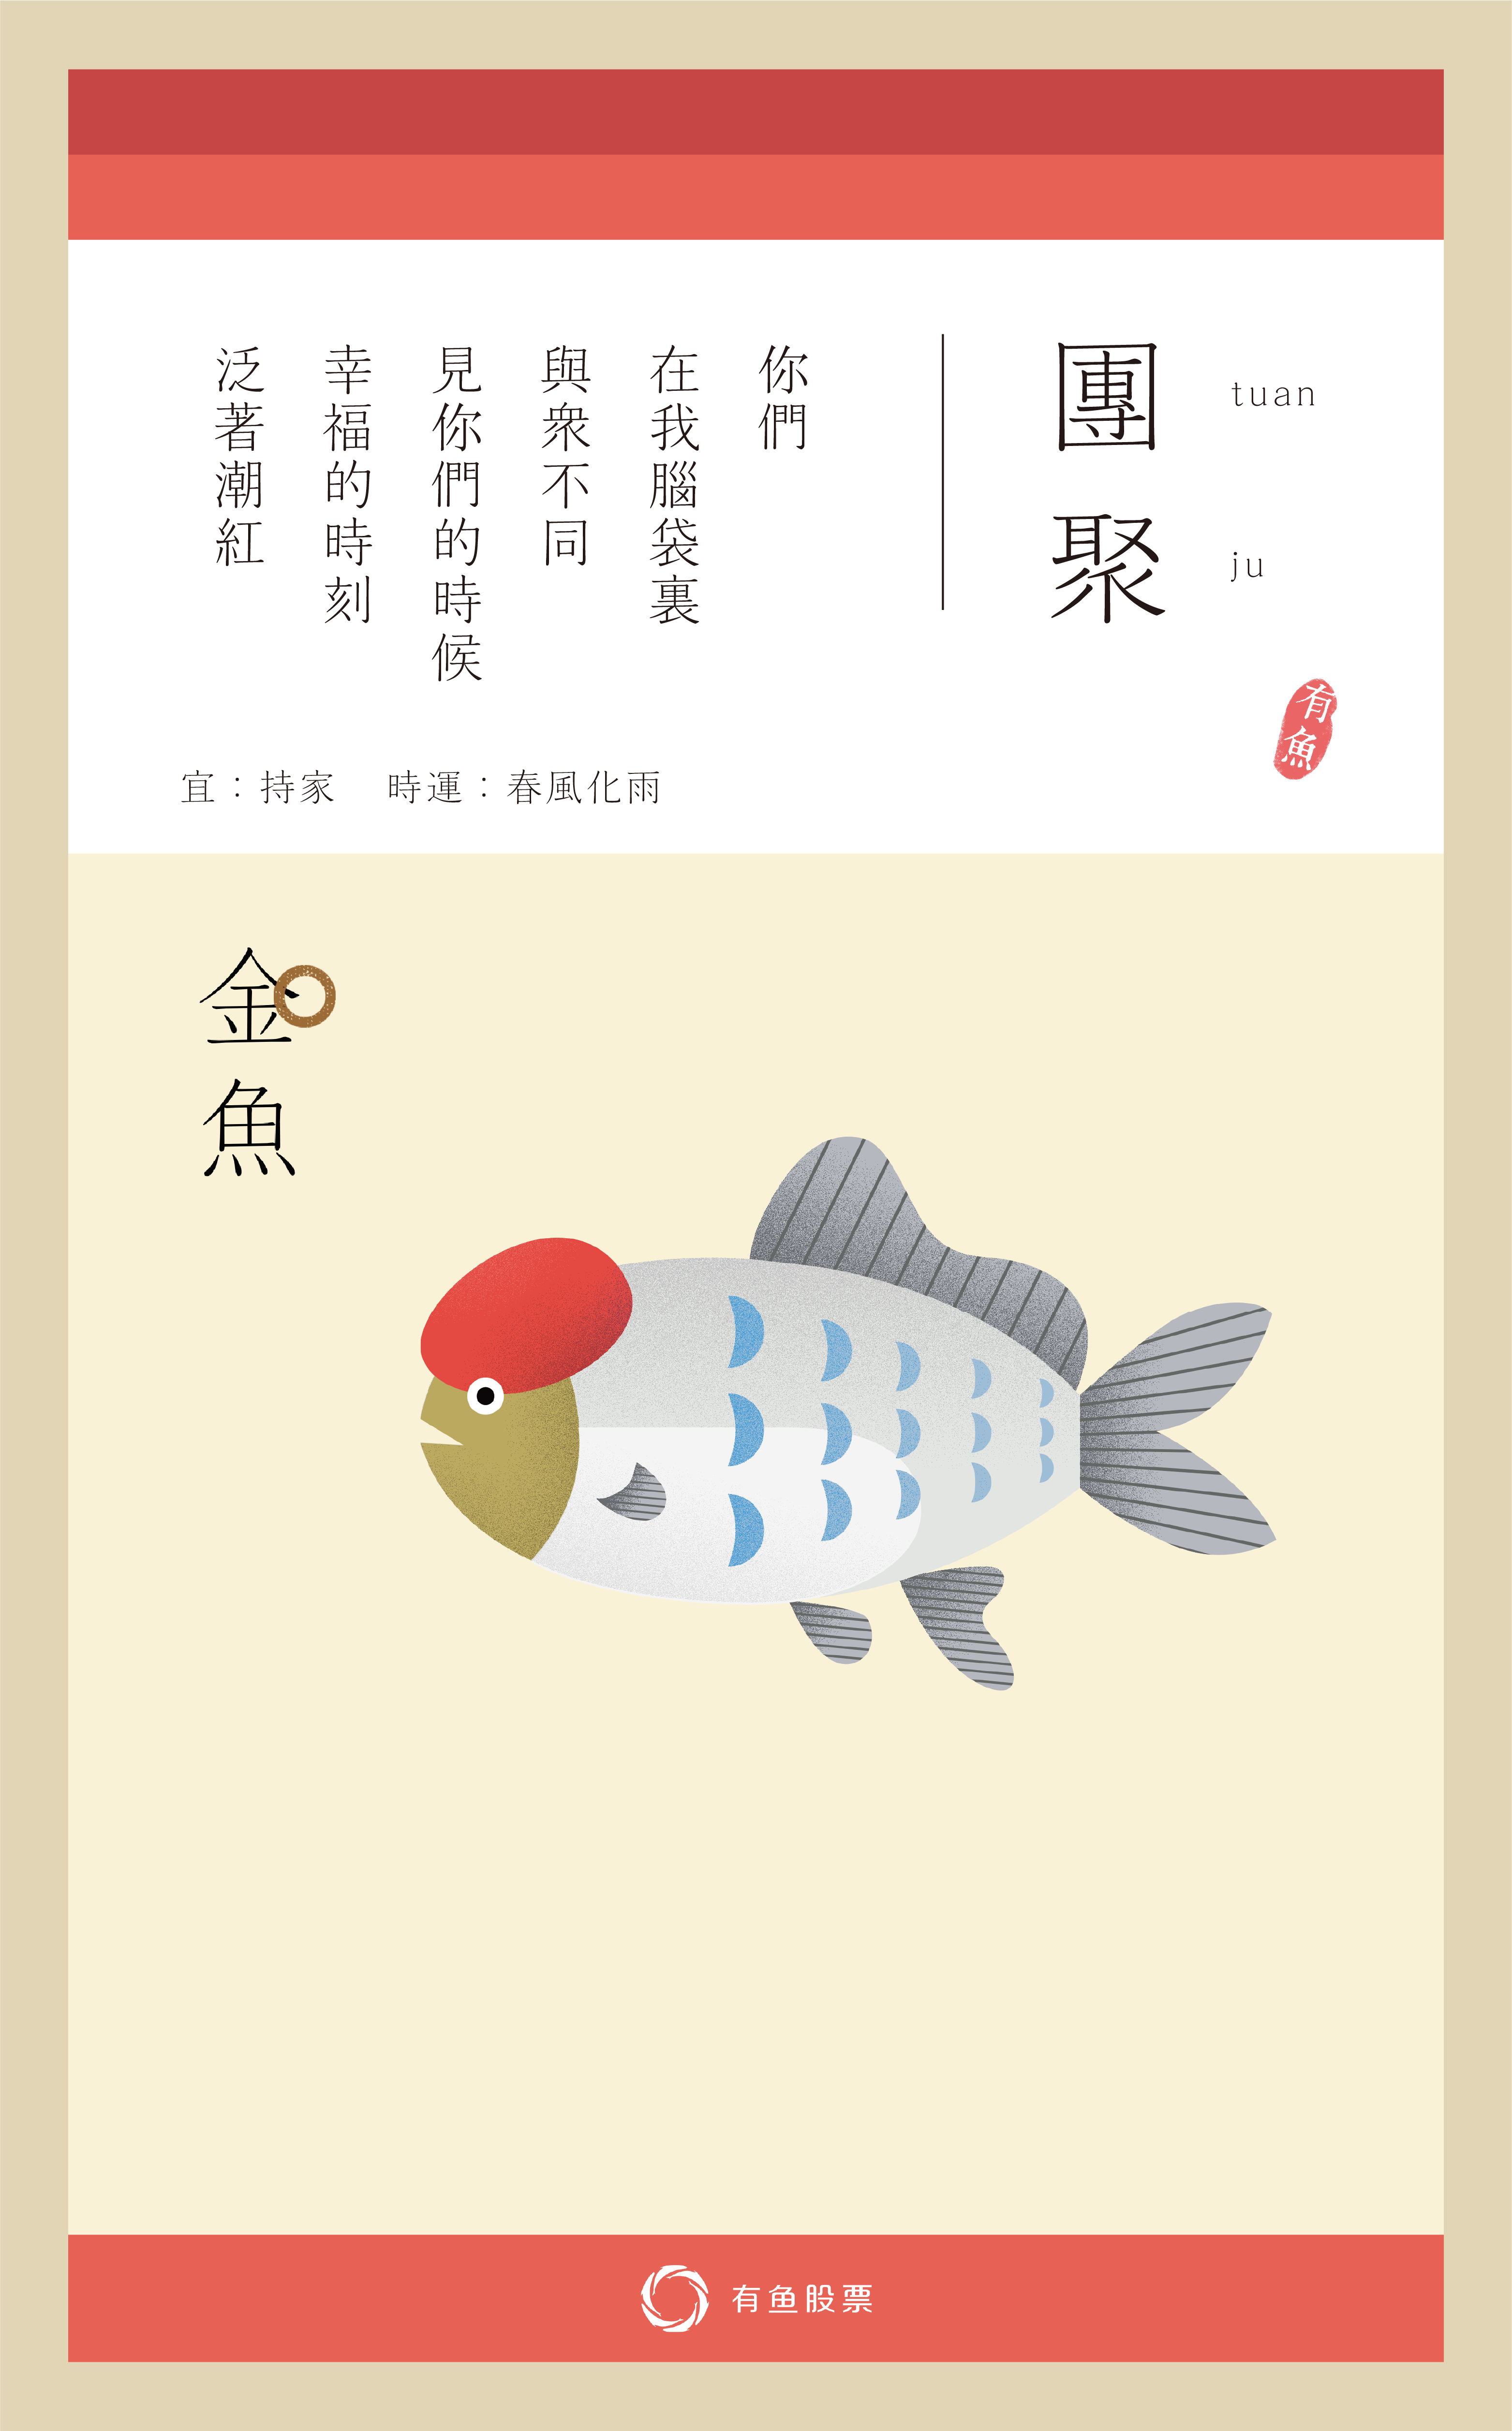 團聚
tuan
ju
你們
在我腦袋裏
與衆不同
見你們的時候
幸福的時刻
泛著潮紅
有魚
宜：持家 時運：春風化雨
金魚
有鱼股票